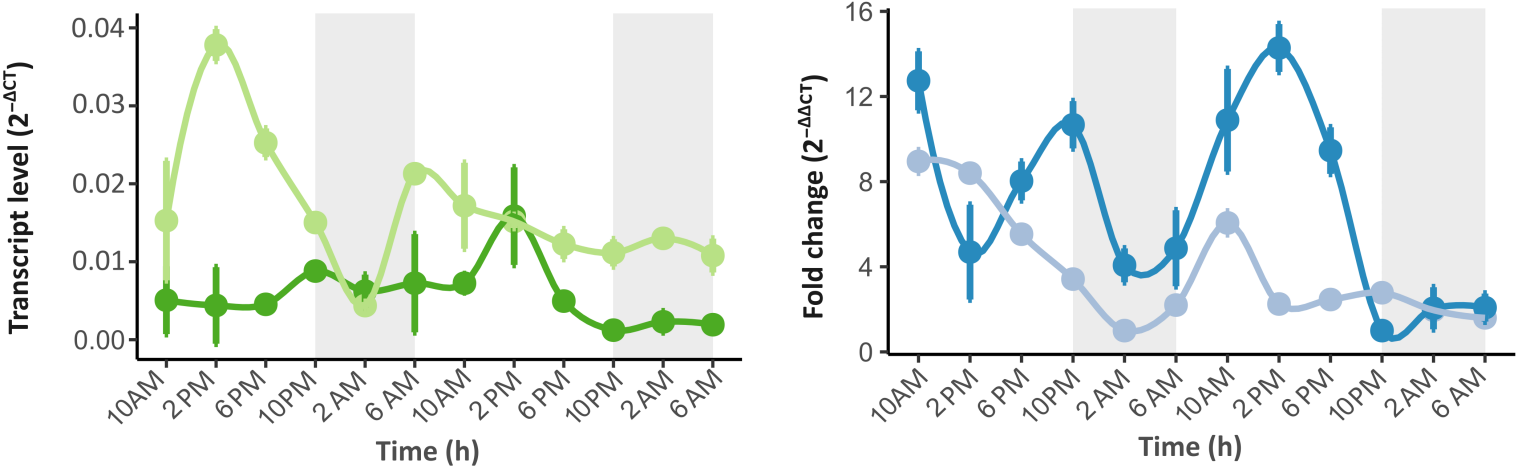 Transcript level (2⁻ΔCT)
0.04
0.03
0.02
0.01
0.00
10AM 2 PM 6 PM 10PM 2 AM 6 AM 10AM 2 PM 6 PM 10PM 2 AM 6 AM
Time (h)
Fold change (2⁻ΔΔCT)
16
12
8
4
0
10AM 2 PM 6 PM 10PM 2 AM 6 AM 10AM 2 PM 6 PM 10PM 2 AM 6 AM
Time (h)